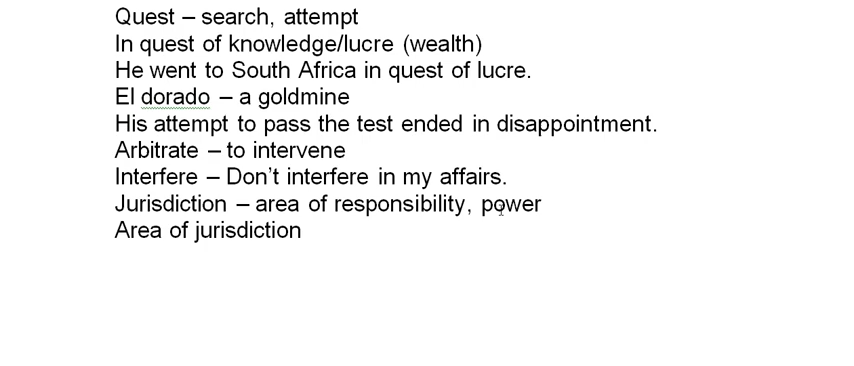 Quest – search, attempt
In quest of knowledge/lucre (wealth)
He went to South Africa in quest of lucre.
El dorado – a goldmine
His attempt to pass the test ended in disappointment.
Arbitrate – to intervene
Interfere – Don’t interfere in my affairs.
Jurisdiction – area of responsibility, power
Area of jurisdiction